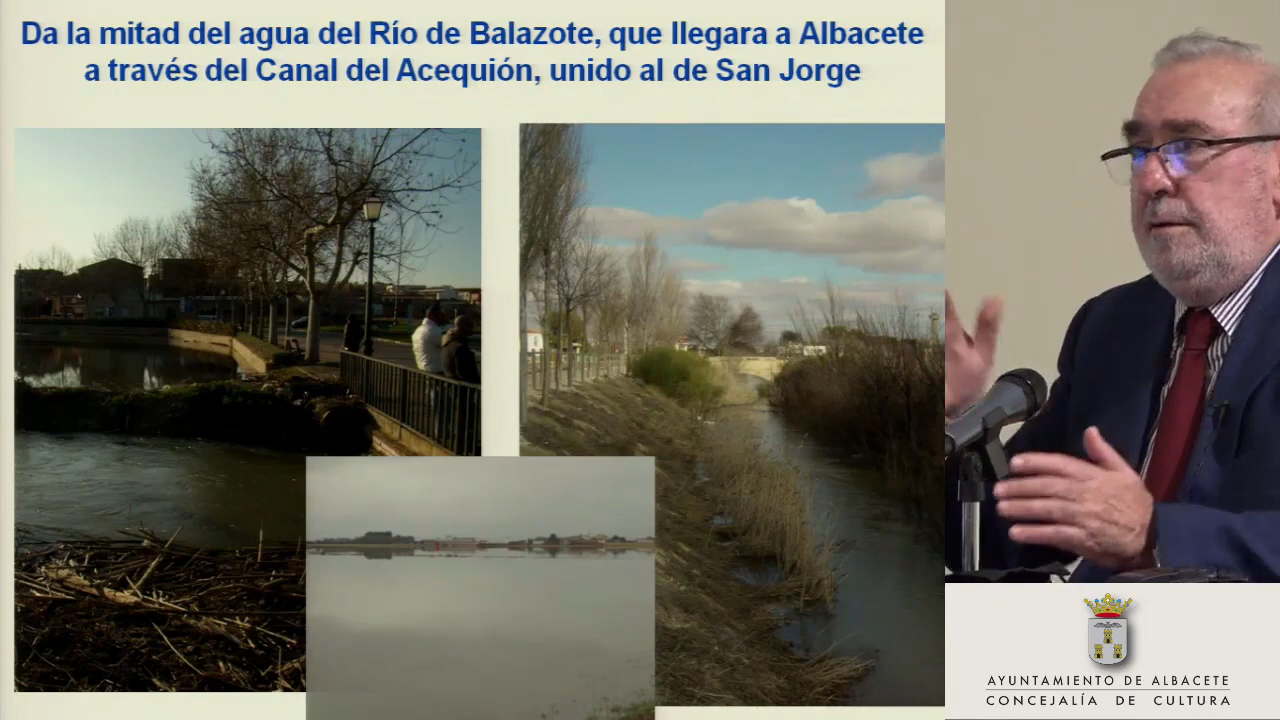 Da la mitad del agua del Río de Balazote, que llegara a Albacete
a través del Canal del Acequión, unido al de San Jorge
AYUNTAMIENTO DE ALBACETE
CONCEJALÍA DE CULTURA